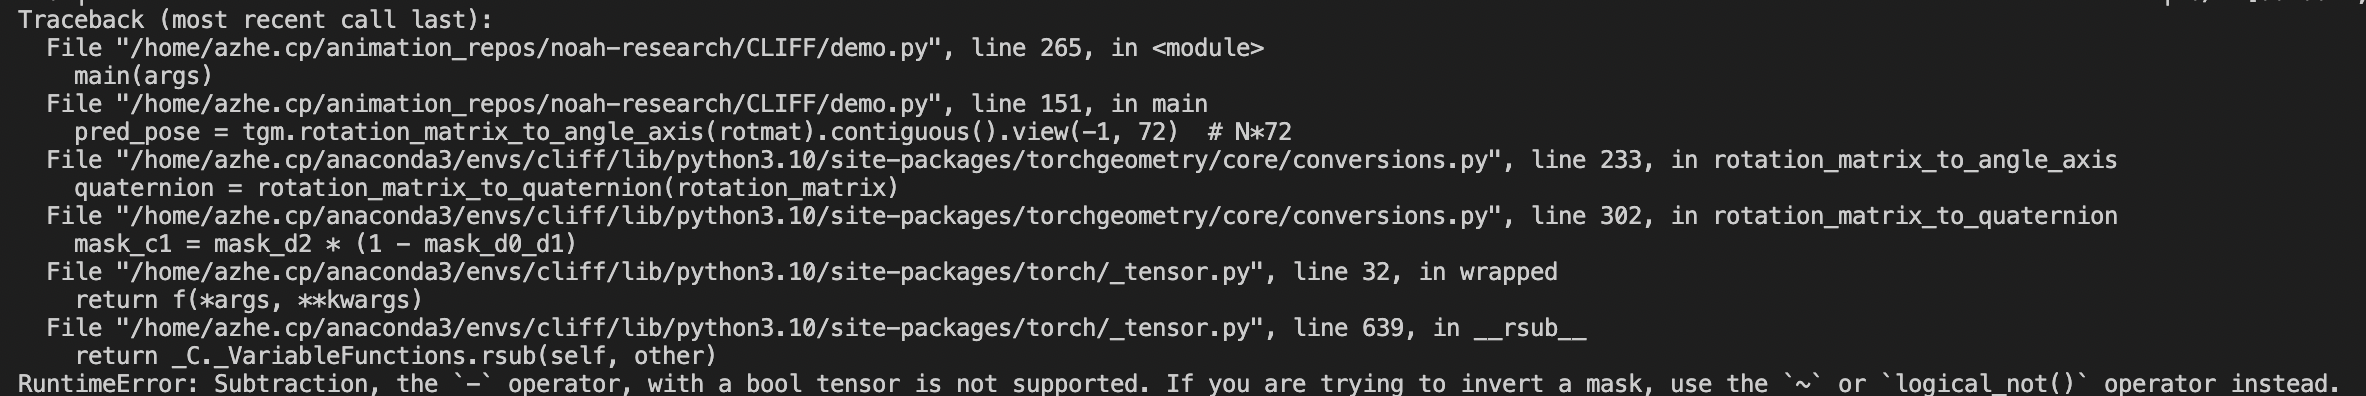 Traceback (most recent call last):
  File "/home/azhe.cp/animation_repos/noah-research/CLIFF/demo.py", line 265, in <module>
    main(args)
  File "/home/azhe.cp/animation_repos/noah-research/CLIFF/demo.py", line 151, in main
    pred_pose = tgm.rotation_matrix_to_angle_axis(rotmat).contiguous().view(-1, 72)  # N*72
  File "/home/azhe.cp/anaconda3/envs/cliff/lib/python3.10/site-packages/torchgeometry/core/conversions.py", line 233, in rotation_matrix_to_angle_axis
    quaternion = rotation_matrix_to_quaternion(rotation_matrix)
  File "/home/azhe.cp/anaconda3/envs/cliff/lib/python3.10/site-packages/torchgeometry/core/conversions.py", line 302, in rotation_matrix_to_quaternion
    mask_c1 = mask_d2 * (1 - mask_d0_d1)
  File "/home/azhe.cp/anaconda3/envs/cliff/lib/python3.10/site-packages/torch/_tensor.py", line 32, in wrapped
    return f(*args, **kwargs)
  File "/home/azhe.cp/anaconda3/envs/cliff/lib/python3.10/site-packages/torch/_tensor.py", line 639, in __rsub__
    return _C._VariableFunctions.rsub(self, other)
RuntimeError: Subtraction, the `-` operator, with a bool tensor is not supported. If you are trying to invert a mask, use the `~` or `logical_not()` operator instead.